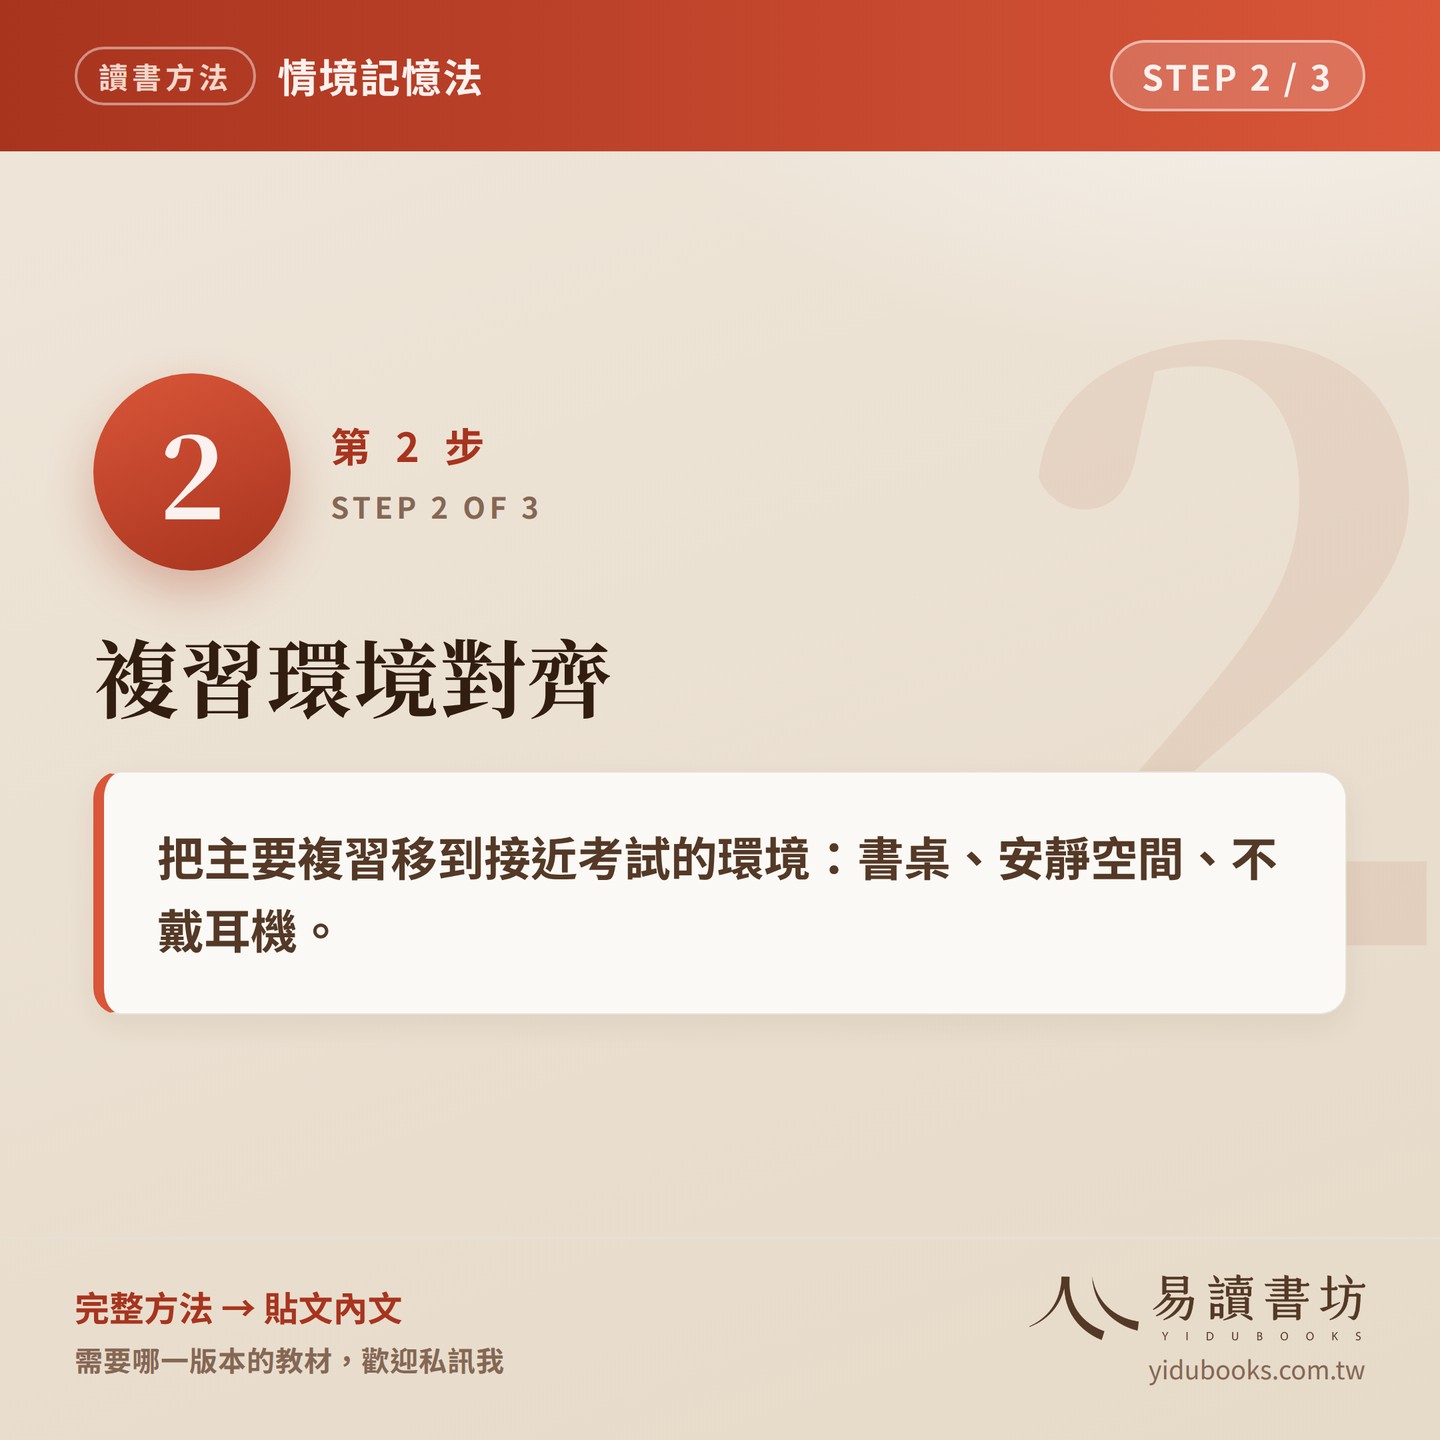 讀書方法 情境記憶法
STEP 2 / 3
2
第 2 步
STEP 2 OF 3
2
複習環境對齊
把主要複習移到接近考試的環境：書桌、安靜空間、不
戴耳機。
完整方法 → 貼文內文
需要哪一版本的教材，歡迎私訊我
易讀書坊
YIDUBOOKS
yidubooks.com.tw